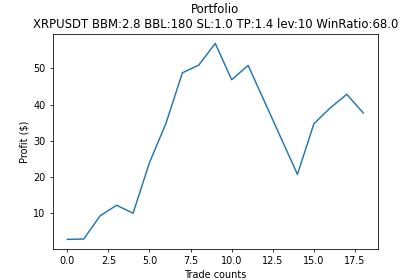 Portfolio
XRPUSDT BBM:2.8 BBL:180 SL:1.0 TP:1.4 lev:10 WinRatio:68.0
50
40
30
20
10
Profit ($)
0.0 2.5 5.0 7.5 10.0 12.5 15.0 17.5
Trade counts